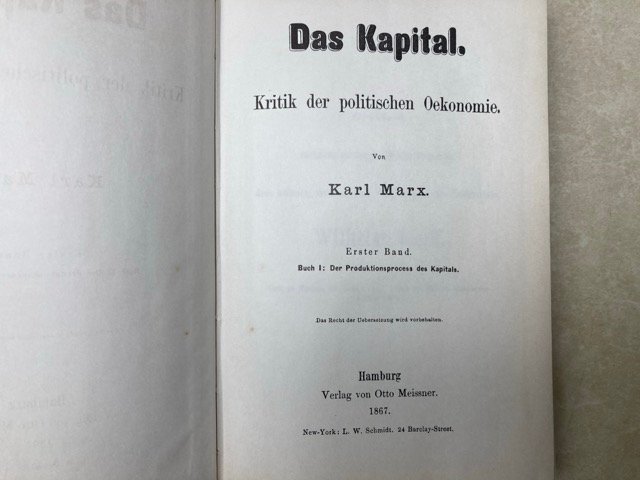 Das Kapital.
Kritik der politischen Oekonomie.
Von
Karl Marx.
Erster Band.
Buch I: Der Produktionsprocess des Kapitals.
Das Recht der Uebersetzung wird vorbehalten.
Hamburg
Verlag von Otto Meissner.
1867.
New-York: L. W. Schmidt. 24 Barclay-Street.